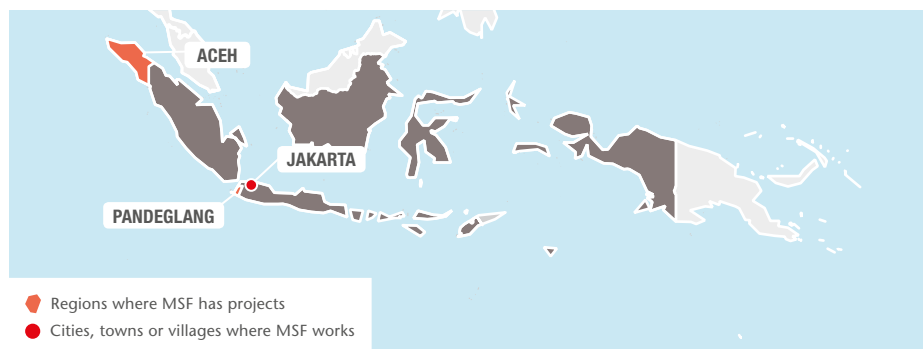 ACEH
JAKARTA
PANDEGLANG
Regions where MSF has projects
Cities, towns or villages where MSF works